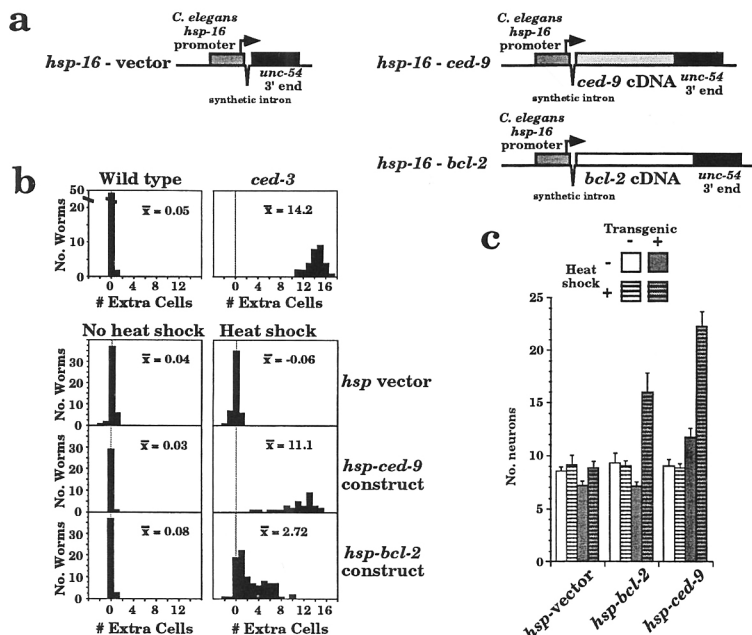 a
C. elegans
hsp-16
promoter
hsp-16 - vector
unc-54
3' end
synthetic intron
C. elegans
hsp-16
promoter
hsp-16 - ced-9
ced-9 cDNA
unc-54
3' end
synthetic intron
C. elegans
hsp-16
promoter
hsp-16 - bcl-2
bcl-2 cDNA
unc-54
3' end
synthetic intron
b
Wild type
ced-3
No. Worms
50
20
10
0
x̄ = 0.05
x̄ = 14.2
0 4 8 12
0 4 8 12 16
# Extra Cells
# Extra Cells
No heat shock
Heat shock
No. Worms
30
20
10
0
x̄ = 0.04
x̄ = -0.06
hsp vector
No. Worms
30
20
10
0
x̄ = 0.03
x̄ = 11.1
hsp-ced-9
construct
No. Worms
30
20
10
0
x̄ = 0.08
x̄ = 2.72
hsp-bcl-2
construct
0 4 8 12
0 4 8 12 16
# Extra Cells
# Extra Cells
c
Transgenic
- +
Heat
shock
-
+
No. neurons
25
20
15
10
5
0
hsp-vector
hsp-bcl-2
hsp-ced-9